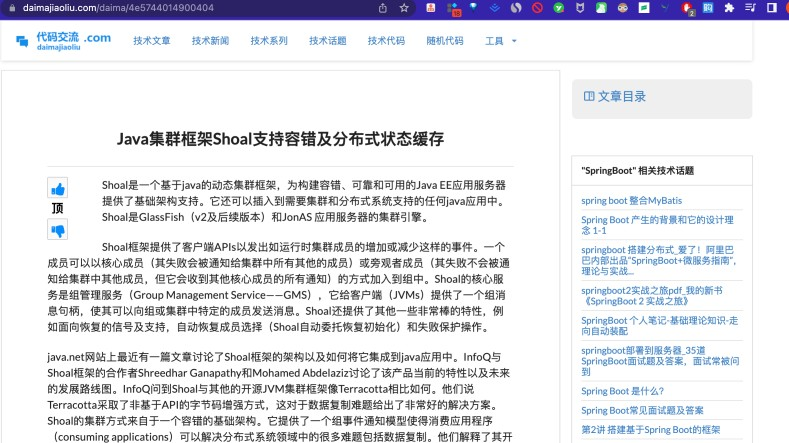 daimajiaoliu.com/daima/4e5744014900404
代码交流 .com
daimajiaoliu
技术文章 技术新闻 技术系列 技术话题 技术代码 随机代码 工具
文章目录
Java集群框架Shoal支持容错及分布式状态缓存
顶
Shoal是一个基于java的动态集群框架，为构建容错、可靠和可用的Java EE应用服务器
提供了基础架构支持。它还可以插入到需要集群和分布式系统支持的任何java应用中。
Shoal是GlassFish（v2及后续版本）和JonAS 应用服务器的集群引擎。
Shoal框架提供了客户端APIs以发出如运行时集群成员的增加或减少这样的事件。一个
成员可以以核心成员（其失败会被通知给集群中所有其他的成员）或旁观者成员（其失败不会被通
知给集群中其他成员，但它会收到其他核心成员的所有通知）的方式加入到组中。Shoal的核心服
务是组管理服务（Group Management Service——GMS），它给客户端（JVMs）提供了一个组消
息句柄，使其可以向组或集群中特定的成员发送消息。Shoal还提供了其他一些非常棒的特性，例
如面向恢复的信号及支持，自动恢复成员选择（Shoal自动委托恢复初始化）和失败保护操作。
java.net网站上最近有一篇文章讨论了Shoal框架的架构以及如何将它集成到java应用中。InfoQ与
Shoal框架的合作者Shreedhar Ganapathy和Mohamed Abdelaziz讨论了该产品当前的特性以及未来
的发展路线图。InfoQ问到Shoal与其他的开源JVM集群框架像Terracotta相比如何。他们说
Terracotta采取了非基于API的字节码增强方式，这对于数据复制难题给出了非常好的解决方案。
Shoal的集群方式来自于一个容错的基础架构。它提供了一个组事件通知模型使得消费应用程序
（consuming applications）可以解决分布式系统领域中的很多难题包括数据复制。他们解释了其开
"SpringBoot" 相关技术话题
spring boot 整合MyBatis
Spring Boot 产生的背景和它的设计理
念 1-1
springboot 搭建分布式_爱了！阿里巴
巴内部出品"SpringBoot+微服务指南"，
理论与实战...
springboot2实战之旅pdf_我的新书
《SpringBoot 2 实战之旅》
SpringBoot 个人笔记-基础理论知识-走
向自动装配
springboot部署到服务器_35道
SpringBoot面试题及答案，面试常被问
到
Spring Boot 是什么？
Spring Boot常见面试题及答案
第2讲 搭建基于Spring Boot的框架